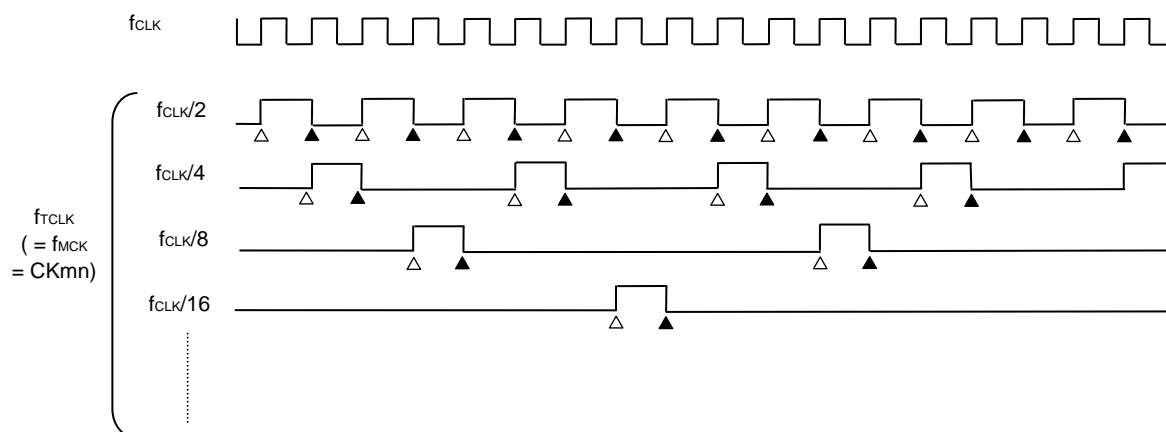 fCLK
fCLK/2
fCLK/4
fTCLK
( = fMCK
= CKmn)
fCLK/8
fCLK/16